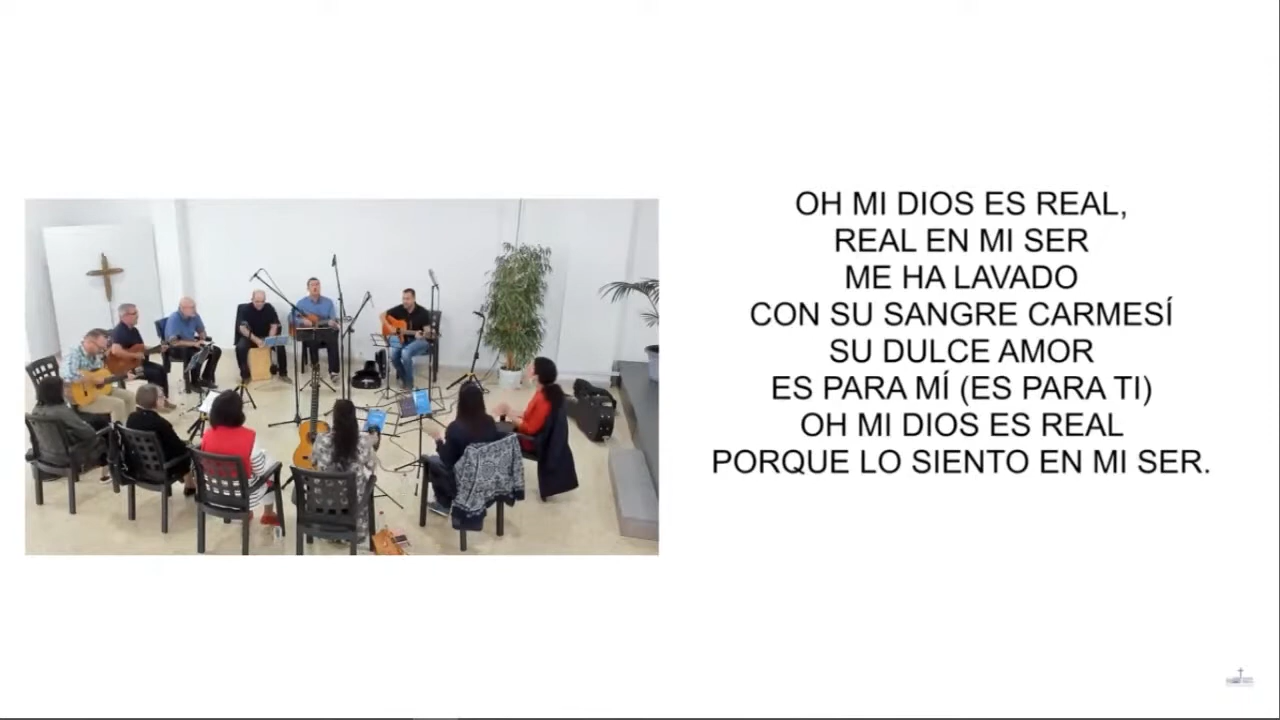 OH MI DIOS ES REAL,
REAL EN MI SER
ME HA LAVADO
CON SU SANGRE CARMESÍ
SU DULCE AMOR
ES PARA MÍ (ES PARA TI)
OH MI DIOS ES REAL
PORQUE LO SIENTO EN MI SER.